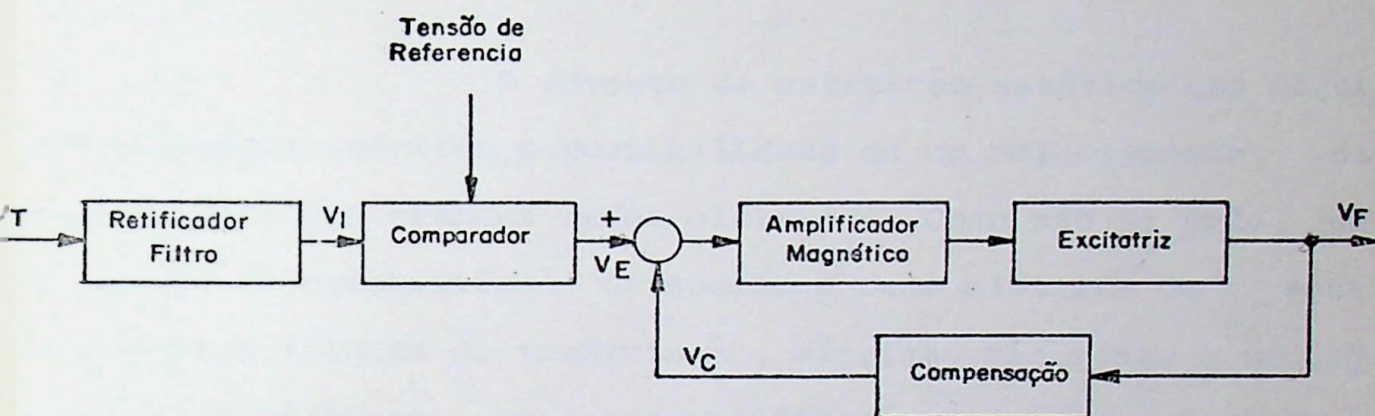 Tensão de
Referencia
T
Retificador
Filtro
V1
Comparador
+
VE
Amplificador
Magnético
Excitatriz
VF
VC
Compensação